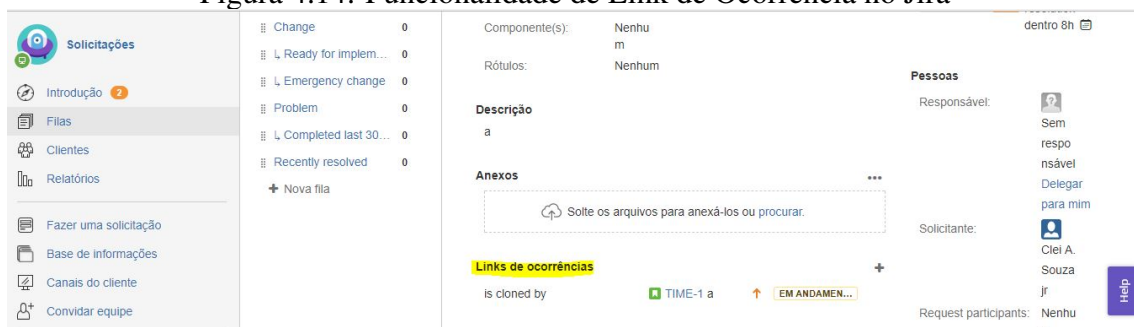 Figura 4.14: Funcionalidade de Link de Ocorrência no Jira
Solicitações
Introdução 2
Filas
Clientes
Relatórios
Fazer uma solicitação
Base de informações
Canais do cliente
Convidar equipe
Change 0
Ready for implem... 0
Emergency change 0
Problem 0
Completed last 30... 0
Recently resolved 0
+ Nova fila
Componente(s): Nenhu
m
Rótulos: Nenhum
Descrição
a
Anexos
Solte os arquivos para anexá-los ou procurar.
Links de ocorrências
is cloned by TIME-1 a EM ANDAMEN...
dentro 8h
Pessoas
Responsável:
Sem
respo
nsável
Delegar
para mim
Solicitante:
Clei A.
Souza
jr
Request participants: Nenhu
Help